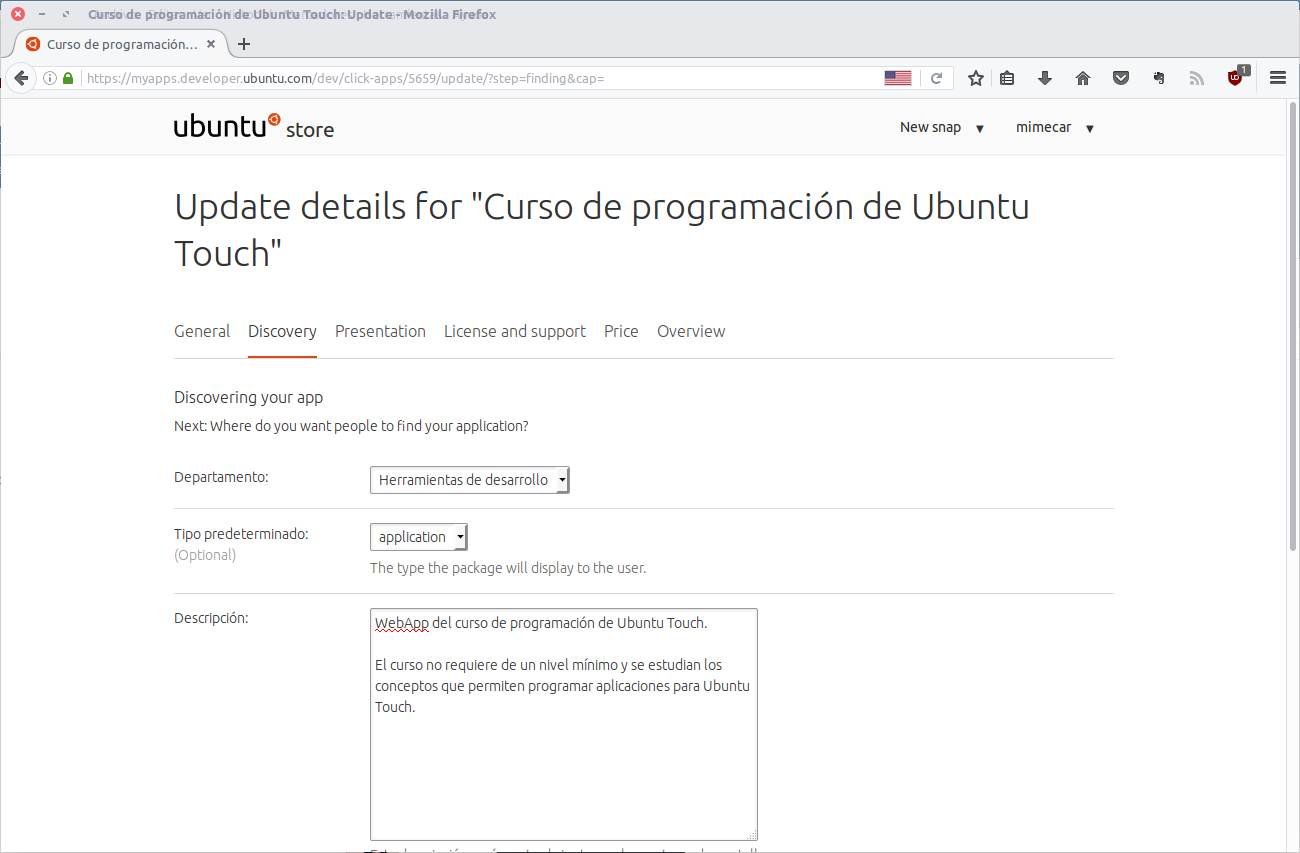 Curso de programación de Ubuntu Touch: Update - Mozilla Firefox
Curso de programación...
https://myapps.developer.ubuntu.com/dev/click-apps/5659/update/?step=finding&cap=
1
ubuntu store
New snap ▼ mimecar ▼
Update details for "Curso de programación de Ubuntu
Touch"
General Discovery Presentation License and support Price Overview
Discovering your app
Next: Where do you want people to find your application?
Departamento: Herramientas de desarrollo
Tipo predeterminado: application
(Optional)
The type the package will display to the user.
Descripción:
WebApp del curso de programación de Ubuntu Touch.
El curso no requiere de un nivel mínimo y se estudian los
conceptos que permiten programar aplicaciones para Ubuntu
Touch.